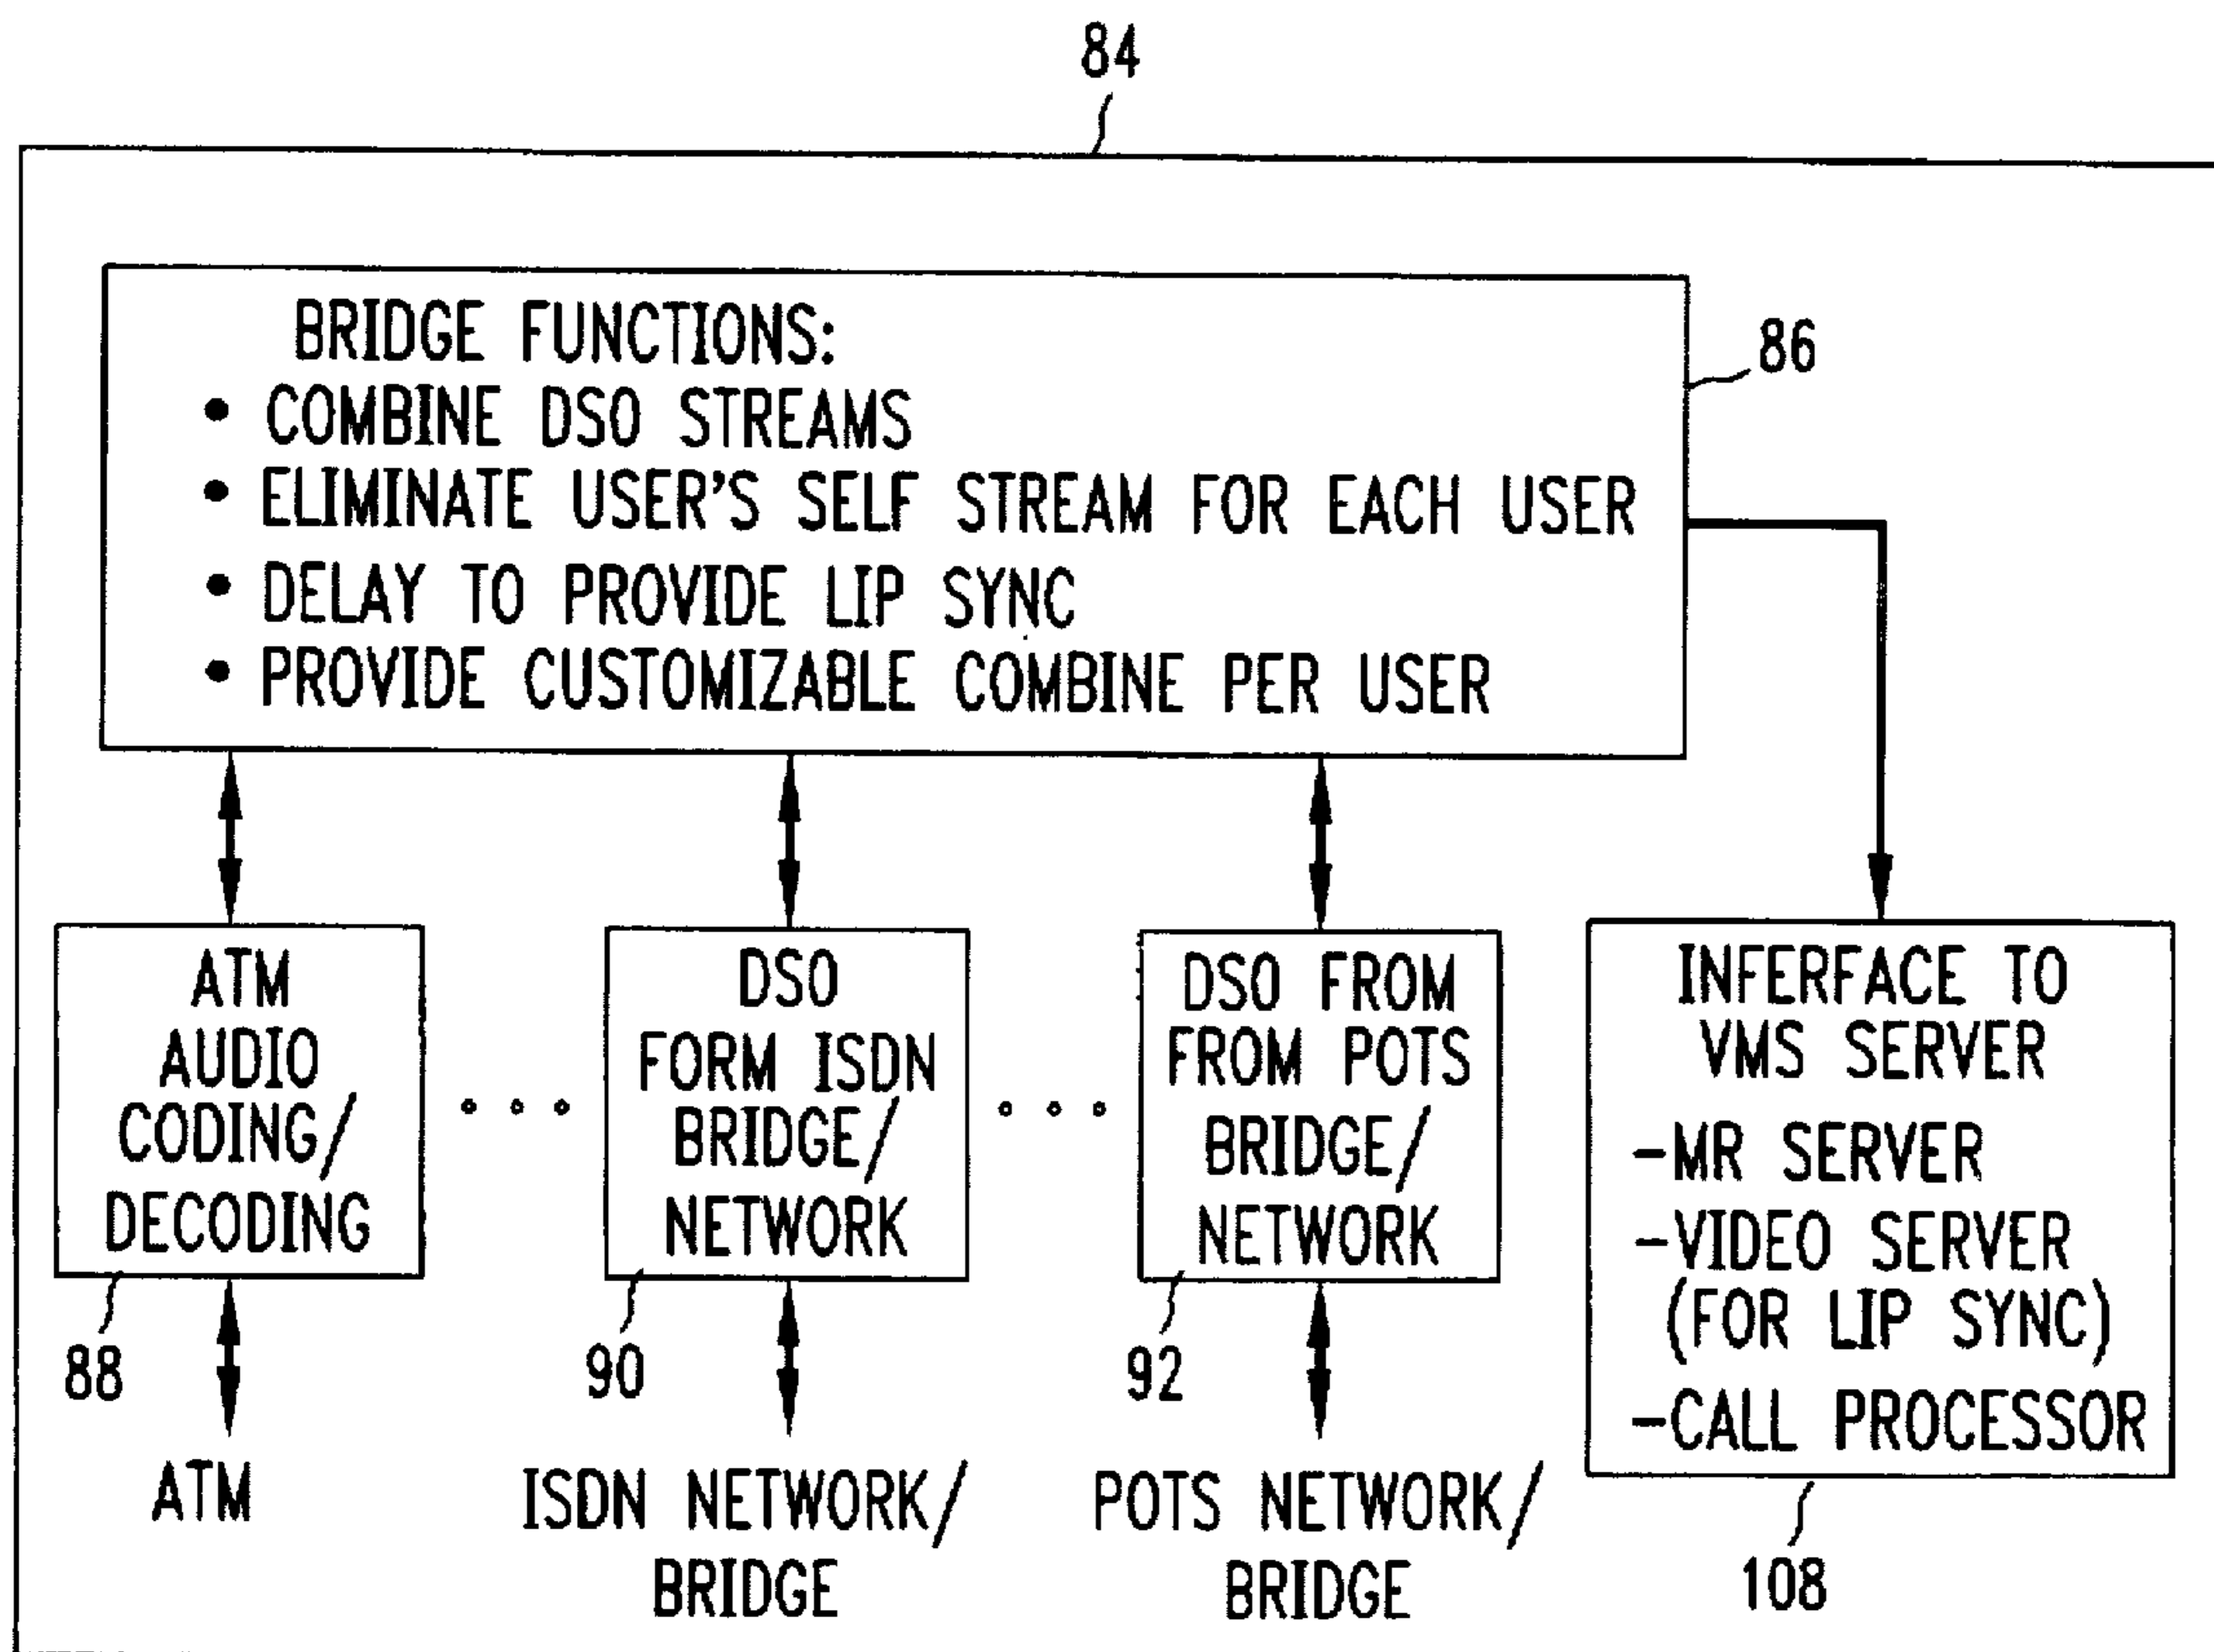 84
BRIDGE FUNCTIONS:
• COMBINE DSO STREAMS
• ELIMINATE USER'S SELF STREAM FOR EACH USER
• DELAY TO PROVIDE LIP SYNC
• PROVIDE CUSTOMIZABLE COMBINE PER USER
86
ATM
AUDIO
CODING/
DECODING
88
DSO
FORM ISDN
BRIDGE/
NETWORK
90
DSO FROM
FROM POTS
BRIDGE/
NETWORK
92
INFERFACE TO
VMS SERVER
-MR SERVER
-VIDEO SERVER
(FOR LIP SYNC)
-CALL PROCESSOR
108
ATM
ISDN NETWORK/
BRIDGE
POTS NETWORK/
BRIDGE